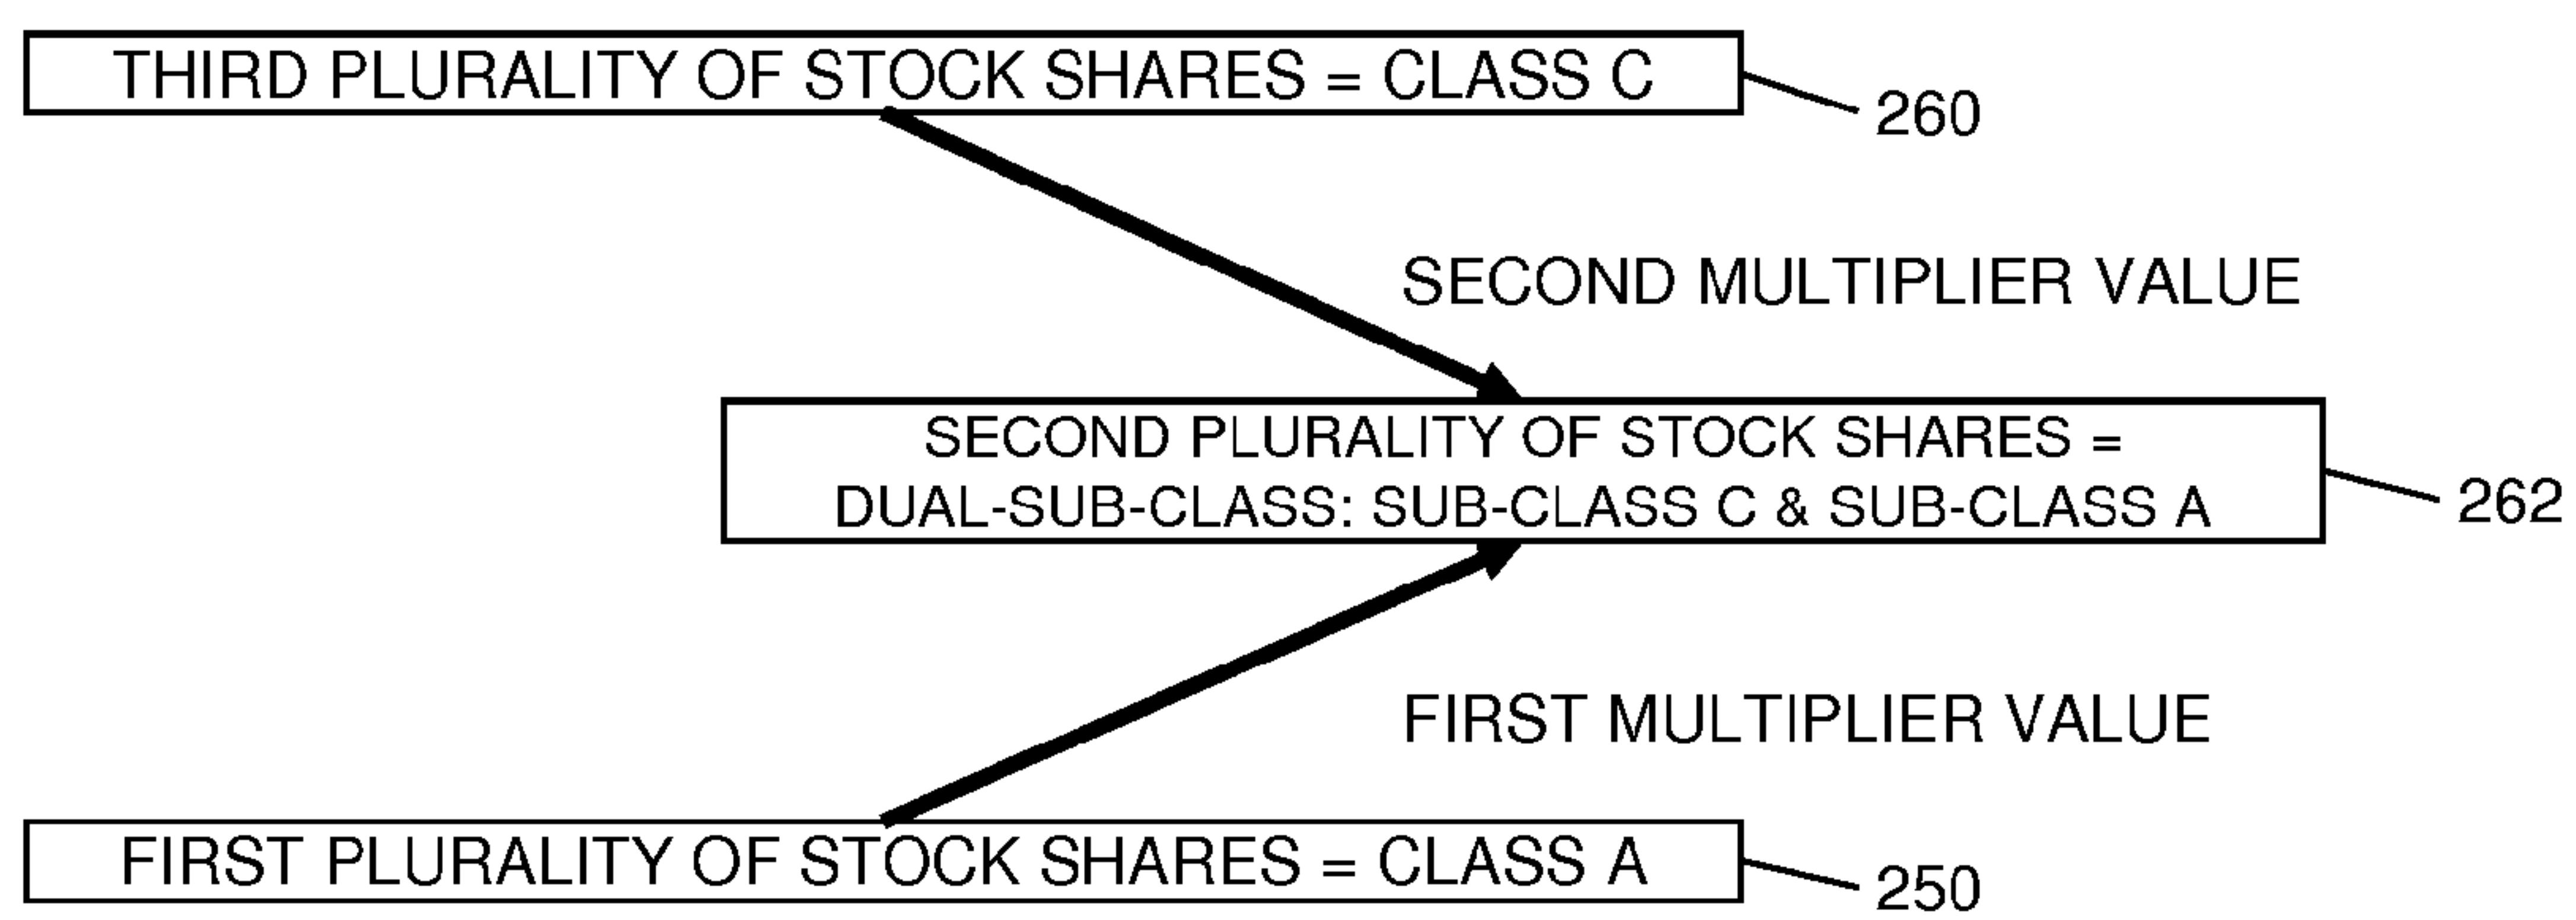 THIRD PLURALITY OF STOCK SHARES = CLASS C
260
SECOND MULTIPLIER VALUE
SECOND PLURALITY OF STOCK SHARES =
DUAL-SUB-CLASS: SUB-CLASS C & SUB-CLASS A
262
FIRST MULTIPLIER VALUE
FIRST PLURALITY OF STOCK SHARES = CLASS A
250